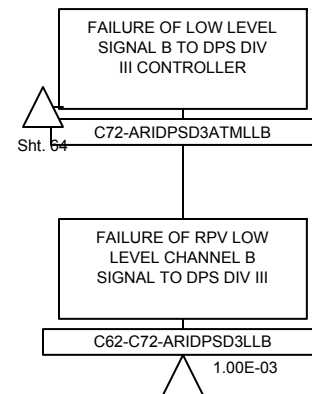 FAILURE OF LOW LEVEL
SIGNAL B TO DPS DIV
III CONTROLLER
C72-ARIDPSD3ATMLLB
Sht. 64
FAILURE OF RPV LOW
LEVEL CHANNEL B
SIGNAL TO DPS DIV III
C62-C72-ARIDPSD3LLB
1.00E-03